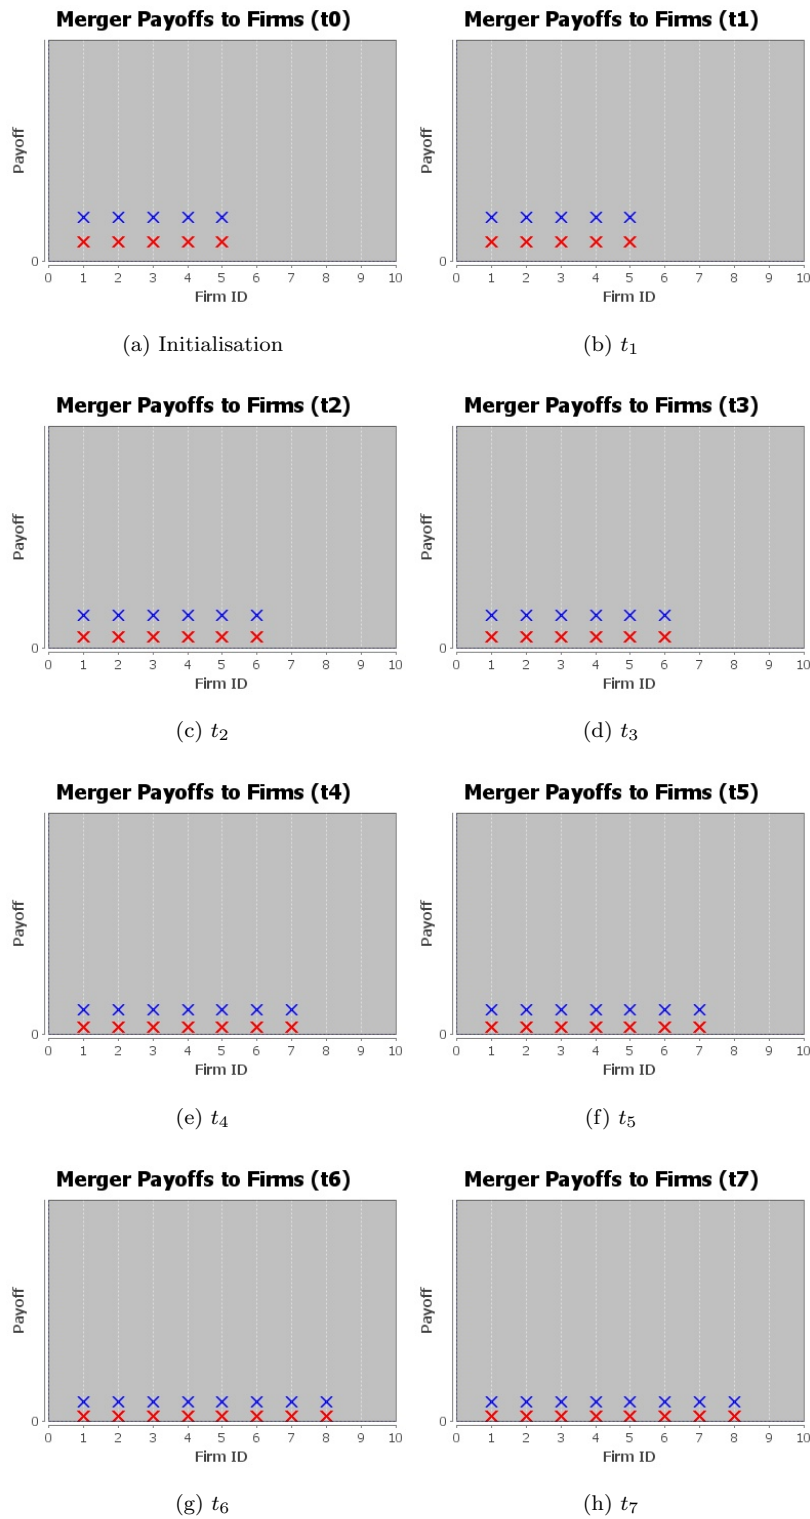 Merger Payoffs to Firms (t0)
Payoff
0
0 1 2 3 4 5 6 7 8 9 10
Firm ID
(a) Initialisation
Merger Payoffs to Firms (t1)
Payoff
0
0 1 2 3 4 5 6 7 8 9 10
Firm ID
(b) t₁
Merger Payoffs to Firms (t2)
Payoff
0
0 1 2 3 4 5 6 7 8 9 10
Firm ID
(c) t₂
Merger Payoffs to Firms (t3)
Payoff
0
0 1 2 3 4 5 6 7 8 9 10
Firm ID
(d) t₃
Merger Payoffs to Firms (t4)
Payoff
0
0 1 2 3 4 5 6 7 8 9 10
Firm ID
(e) t₄
Merger Payoffs to Firms (t5)
Payoff
0
0 1 2 3 4 5 6 7 8 9 10
Firm ID
(f) t₅
Merger Payoffs to Firms (t6)
Payoff
0
0 1 2 3 4 5 6 7 8 9 10
Firm ID
(g) t₆
Merger Payoffs to Firms (t7)
Payoff
0
0 1 2 3 4 5 6 7 8 9 10
Firm ID
(h) t₇